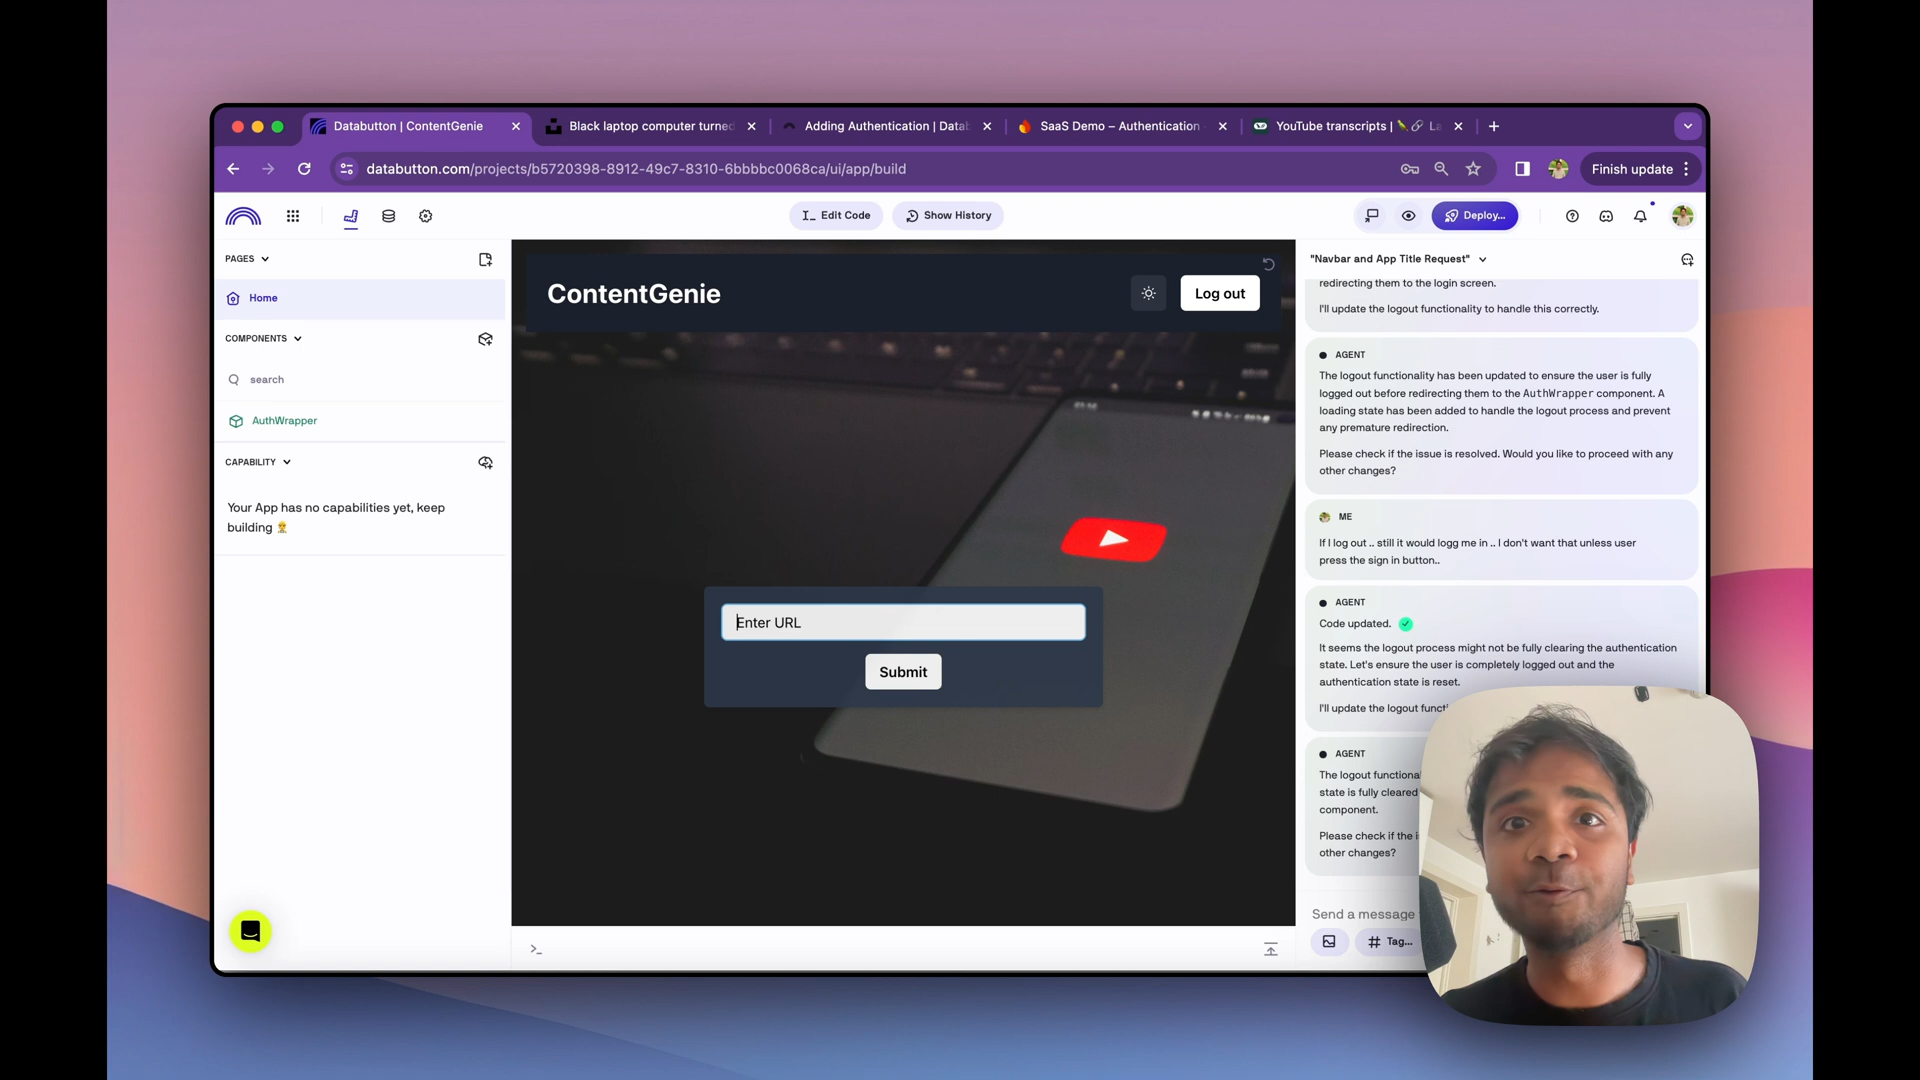 Databutton | ContentGenie
Black laptop computer turned
Adding Authentication | Datab
SaaS Demo – Authentication
YouTube transcripts | 🦜🔗 La
databutton.com/projects/b5720398-8912-49c7-8310-6bbbbc0068ca/ui/app/build
Finish update
Edit Code
Show History
Deploy...
PAGES
Home
COMPONENTS
search
AuthWrapper
CAPABILITY
Your App has no capabilities yet, keep
building 👷
ContentGenie
Log out
Enter URL
Submit
"Navbar and App Title Request"
redirecting them to the login screen.
I'll update the logout functionality to handle this correctly.
AGENT
The logout functionality has been updated to ensure the user is fully
logged out before redirecting them to the AuthWrapper component. A
loading state has been added to handle the logout process and prevent
any premature redirection.
Please check if the issue is resolved. Would you like to proceed with any
other changes?
ME
If I log out .. still it would logg me in .. I don't want that unless user
press the sign in button..
AGENT
Code updated.
It seems the logout process might not be fully clearing the authentication
state. Let's ensure the user is completely logged out and the
authentication state is reset.
I'll update the logout functi
AGENT
The logout functiona
state is fully cleared
component.
Please check if the i
other changes?
Send a message
Tag...